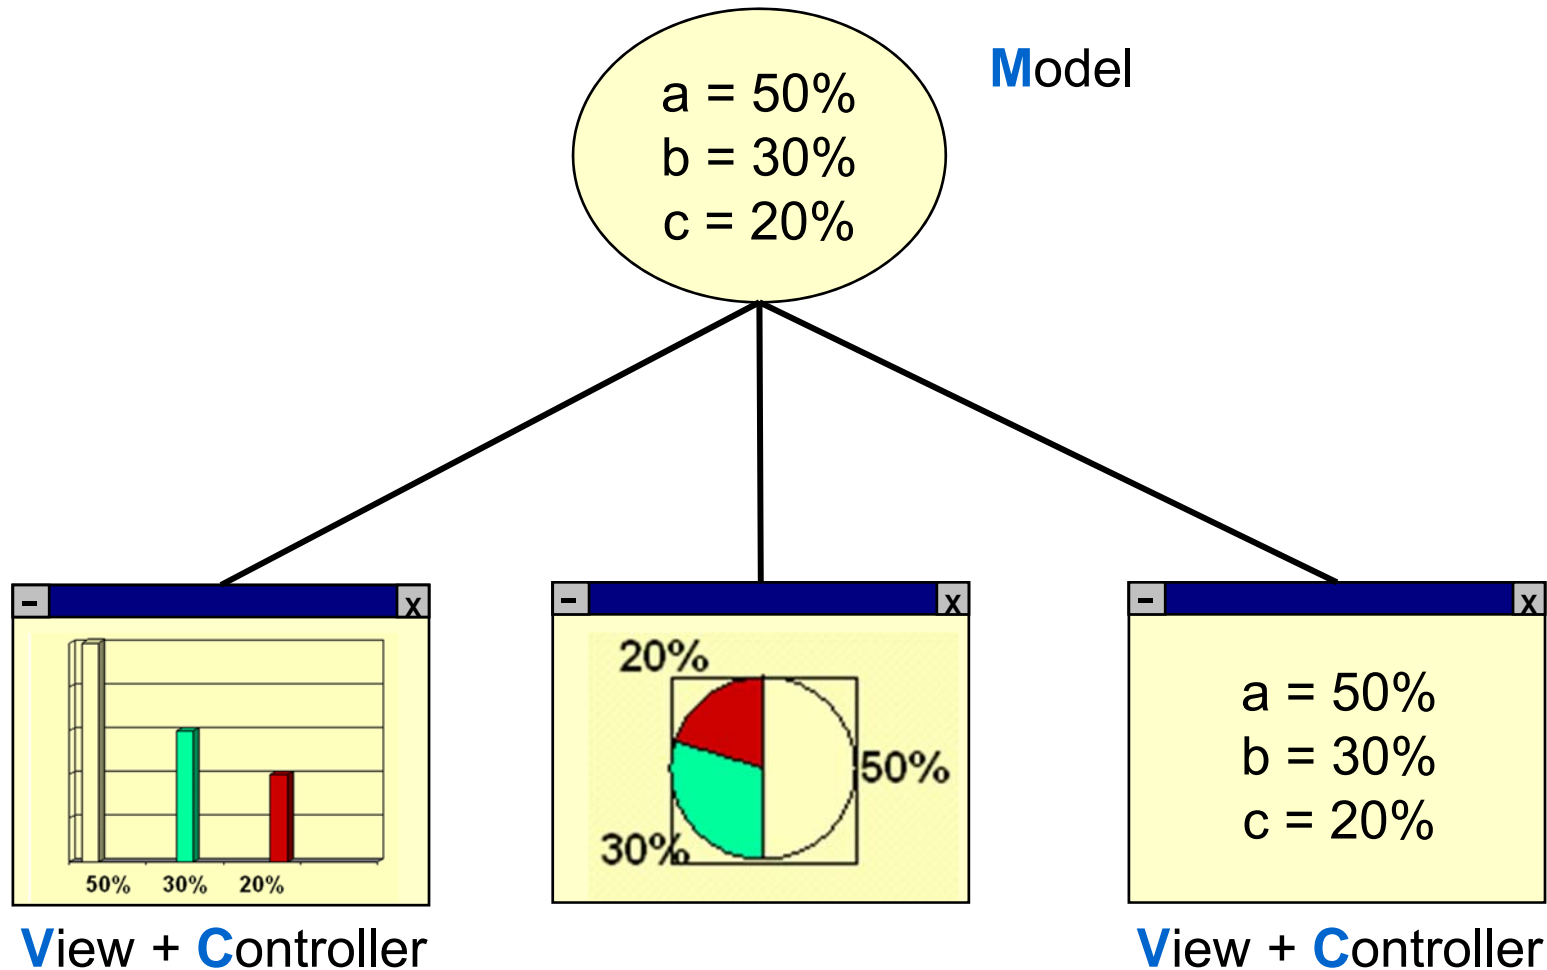 Model
a = 50%
b = 30%
c = 20%
– X
50% 30% 20%
View + Controller
– X
20%
50%
30%
– X
a = 50%
b = 30%
c = 20%
View + Controller